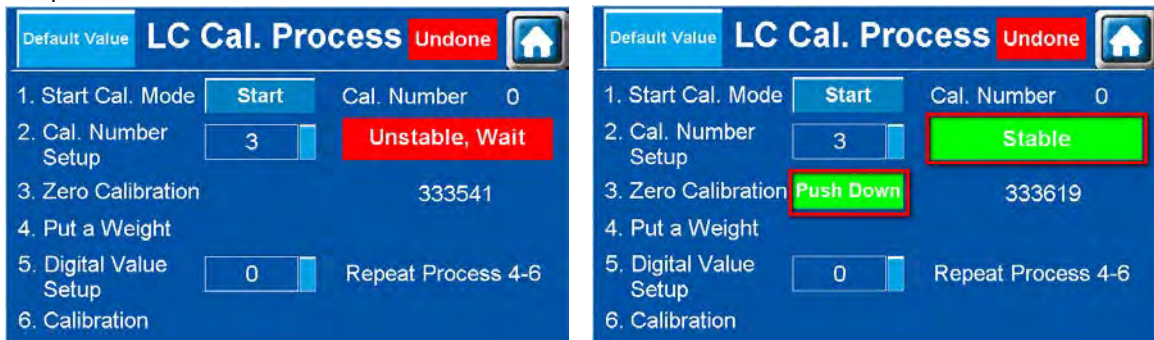 Default Value LC Cal. Process Undone
1. Start Cal. Mode Start Cal. Number 0
2. Cal. Number
Setup
3
Unstable, Wait
3. Zero Calibration 333541
4. Put a Weight
5. Digital Value
Setup
0
Repeat Process 4-6
6. Calibration
Default Value LC Cal. Process Undone
1. Start Cal. Mode Start Cal. Number 0
2. Cal. Number
Setup
3
Stable
3. Zero Calibration Push Down 333619
4. Put a Weight
5. Digital Value
Setup
0
Repeat Process 4-6
6. Calibration